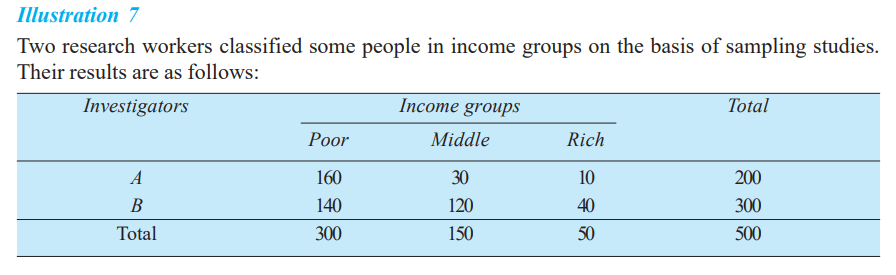 Illustration 7
Two research workers classified some people in income groups on the basis of sampling studies.
Their results are as follows:
Investigators Income groups Total
Poor Middle Rich
A 160 30 10 200
B 140 120 40 300
Total 300 150 50 500